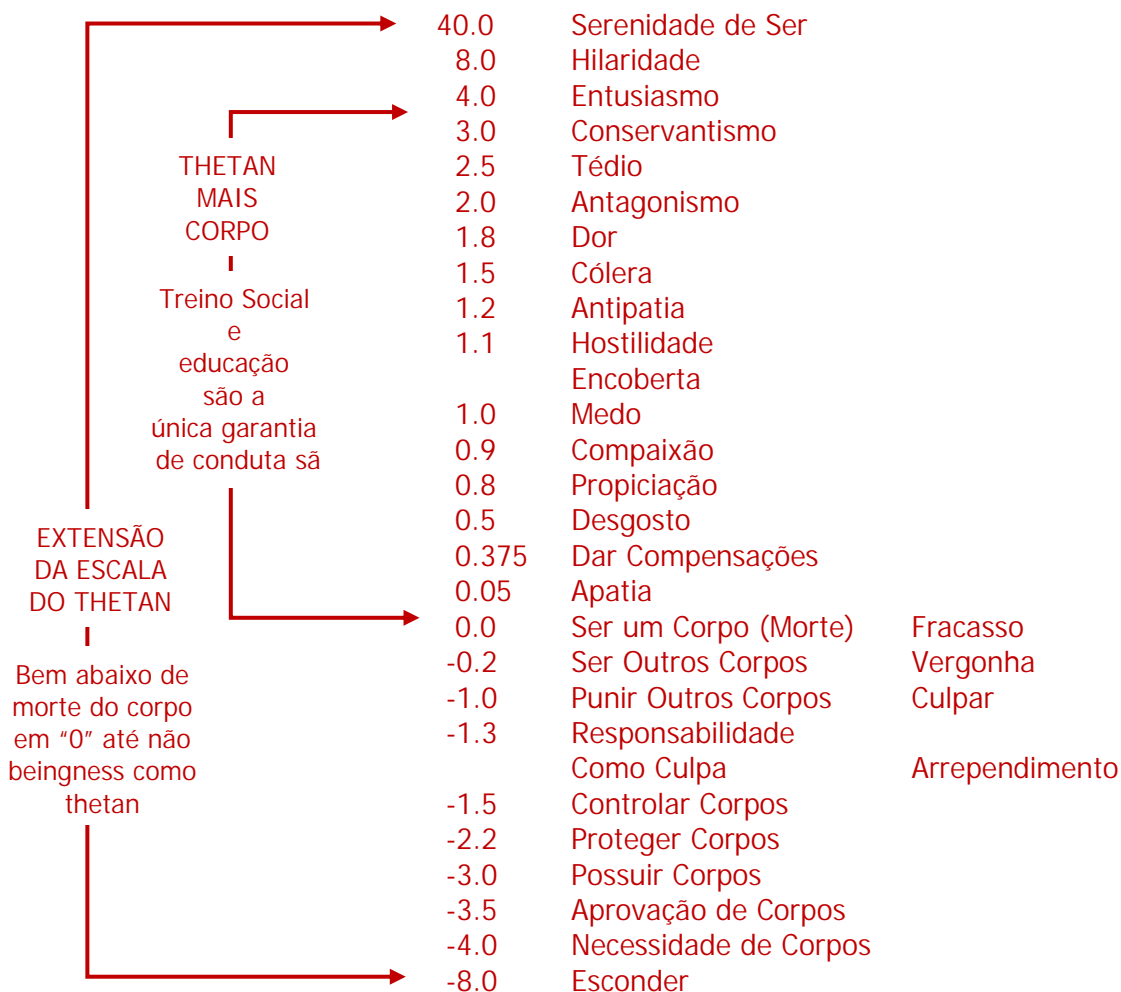 40.0 Serenidade de Ser
8.0 Hilaridade
4.0 Entusiasmo
3.0 Conservantismo
2.5 Tédio
2.0 Antagonismo
1.8 Dor
1.5 Cólera
1.2 Antipatia
1.1 Hostilidade
Encoberta
1.0 Medo
0.9 Compaixão
0.8 Propiciação
0.5 Desgosto
0.375 Dar Compensações
0.05 Apatia
0.0 Ser um Corpo (Morte) Fracasso
-0.2 Ser Outros Corpos Vergonha
-1.0 Punir Outros Corpos Culpar
-1.3 Responsabilidade
Como Culpa Arrependimento
-1.5 Controlar Corpos
-2.2 Proteger Corpos
-3.0 Possuir Corpos
-3.5 Aprovação de Corpos
-4.0 Necessidade de Corpos
-8.0 Esconder
THETAN
MAIS
CORPO
Treino Social
e
educação
são a
única garantia
de conduta sã
EXTENSÃO
DA ESCALA
DO THETAN
Bem abaixo de
morte do corpo
em “0” até não
beingness como
thetan